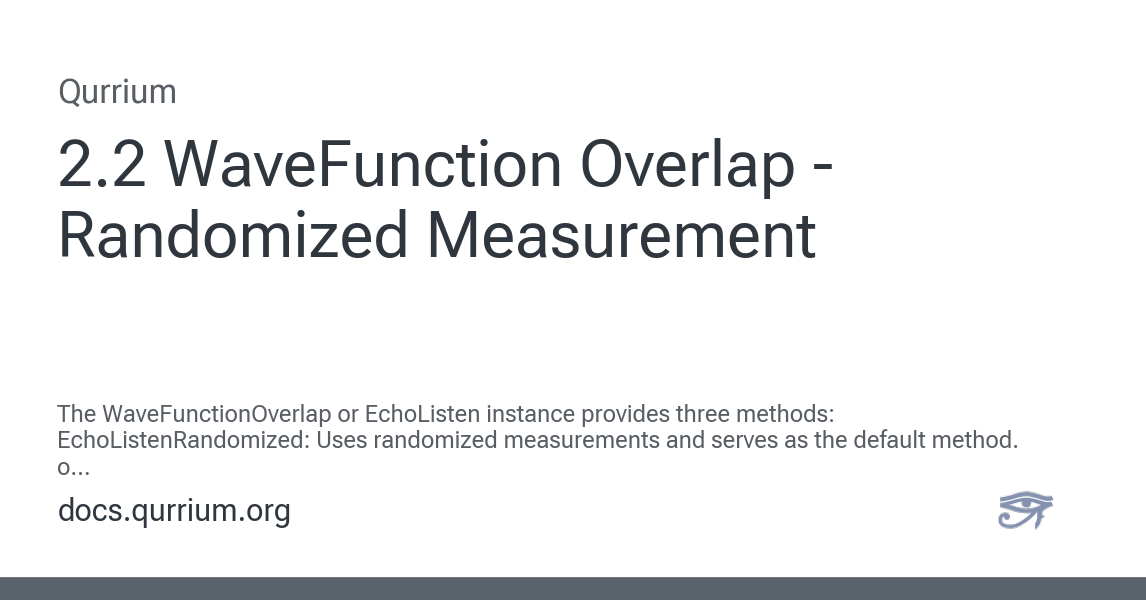 Qurrium
2.2 WaveFunction Overlap -
Randomized Measurement
The WaveFunctionOverlap or EchoListen instance provides three methods:
EchoListenRandomized: Uses randomized measurements and serves as the default method.
o...
docs.qurrium.org